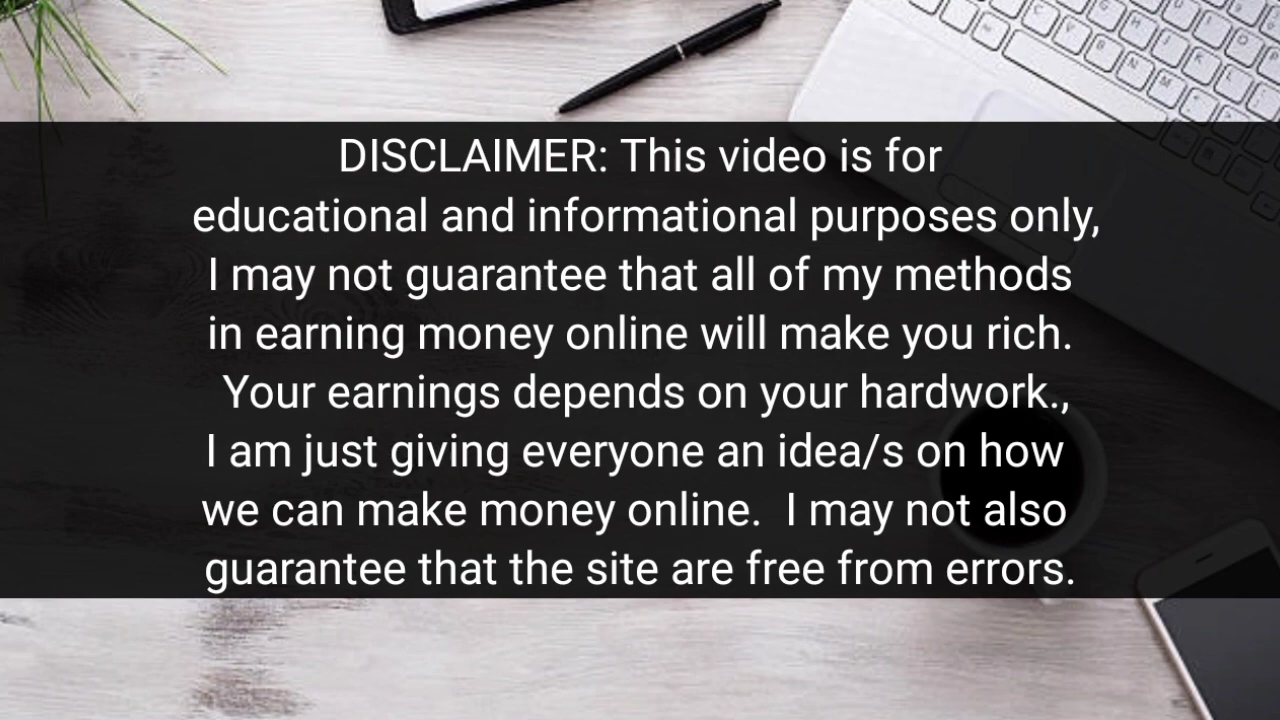 DISCLAIMER: This video is for
educational and informational purposes only,
I may not guarantee that all of my methods
in earning money online will make you rich.
Your earnings depends on your hardwork.,
I am just giving everyone an idea/s on how
we can make money online.  I may not also
guarantee that the site are free from errors.